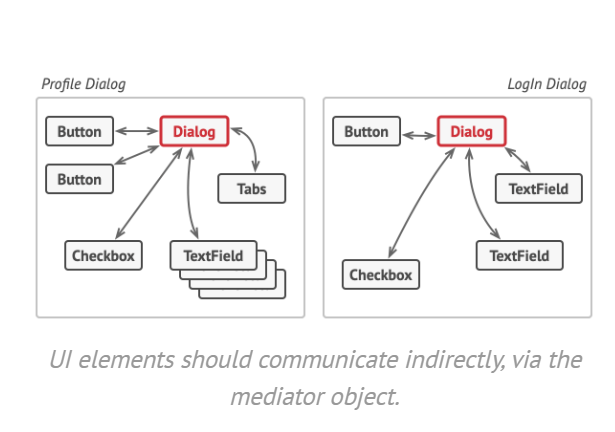 Profile Dialog
Button
Dialog
Button
Tabs
Checkbox
TextField
LogIn Dialog
Button
Dialog
TextField
TextField
Checkbox
UI elements should communicate indirectly, via the
mediator object.